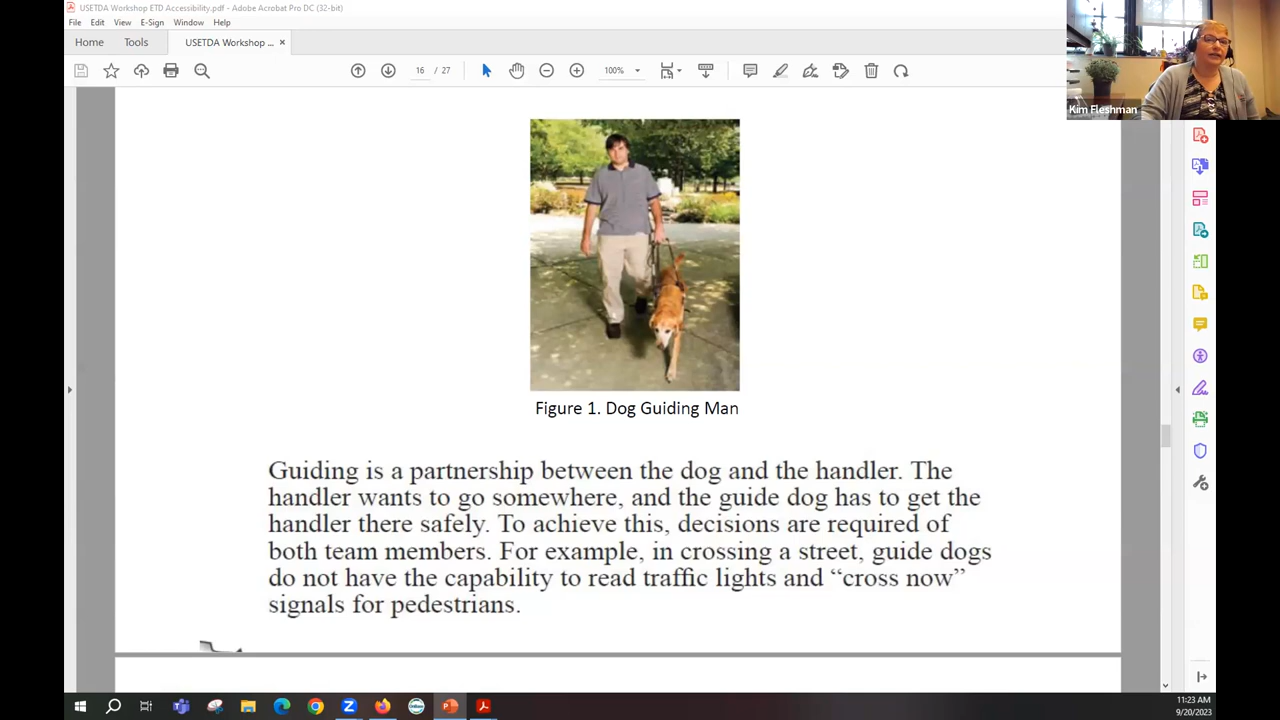 USETDA Workshop ETD Accessibility.pdf - Adobe Acrobat Pro DC (32-bit)
File Edit View E-Sign Window Help
Home Tools USETDA Workshop ... ×
16 / 27 100%
Kim Fleshman
Figure 1. Dog Guiding Man
Guiding is a partnership between the dog and the handler. The
handler wants to go somewhere, and the guide dog has to get the
handler there safely. To achieve this, decisions are required of
both team members. For example, in crossing a street, guide dogs
do not have the capability to read traffic lights and “cross now”
signals for pedestrians.
11:23 AM
9/20/2023